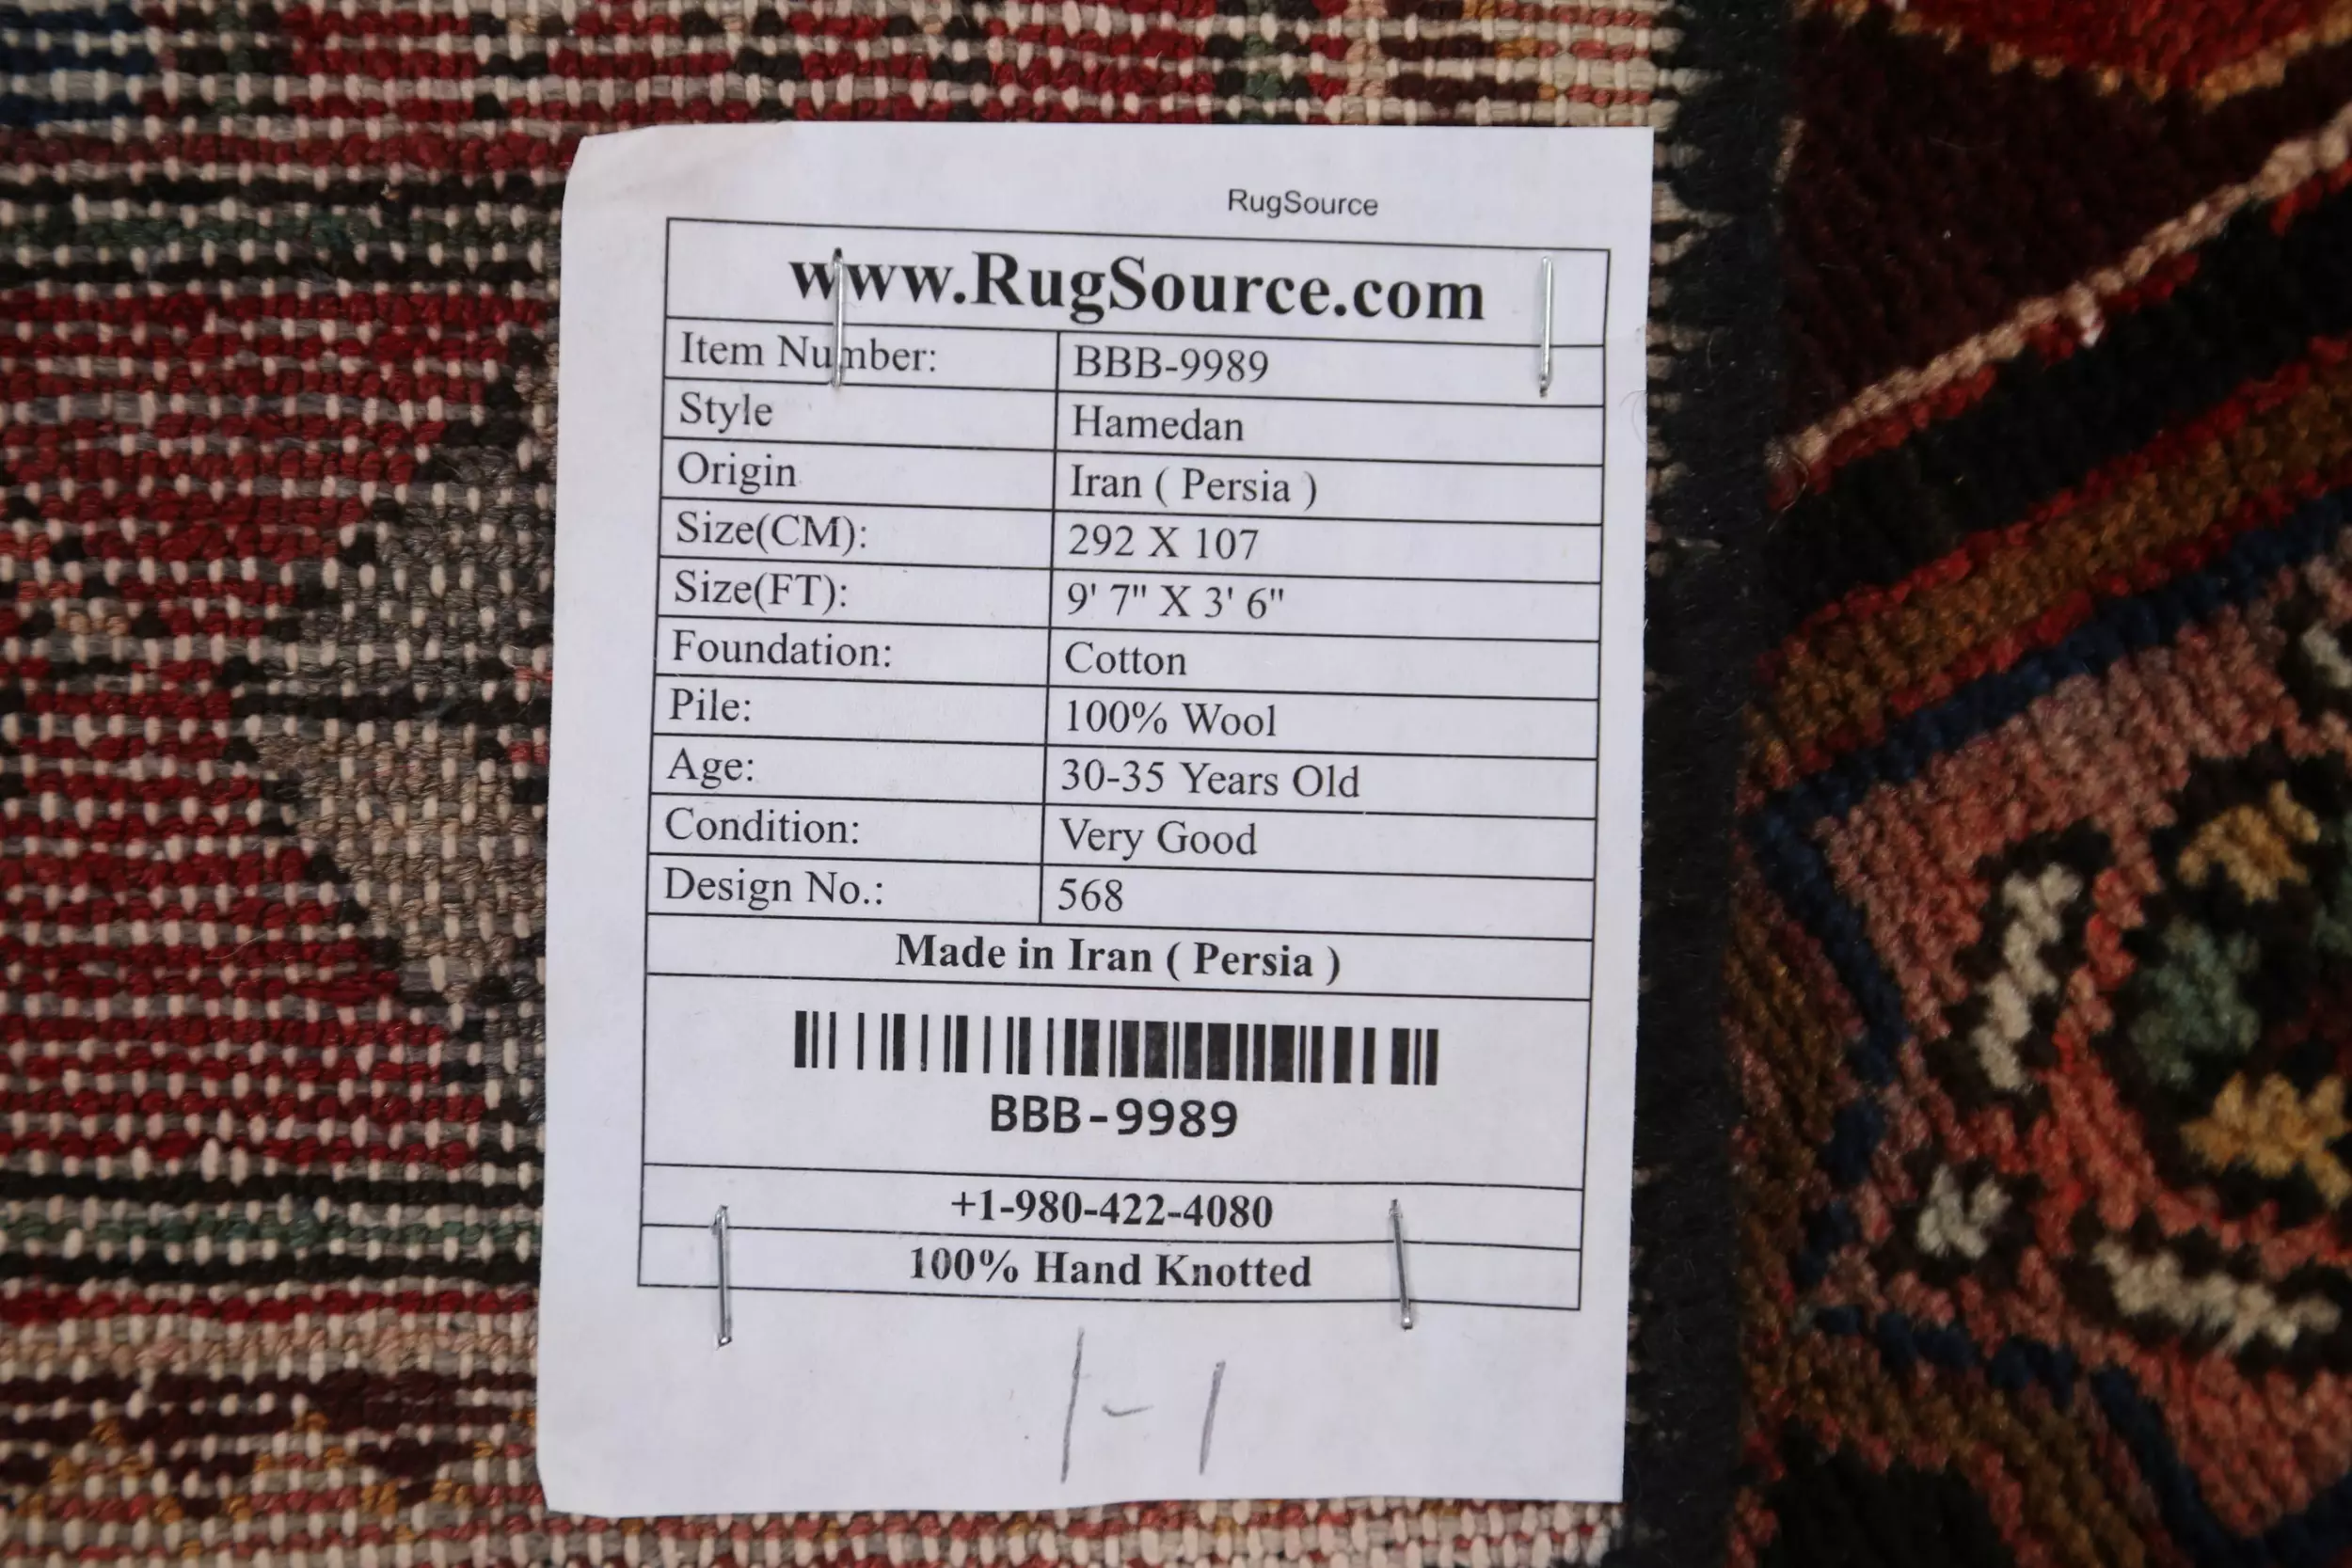 RugSource
www.RugSource.com
Item Number: BBB-9989
Style Hamedan
Origin Iran ( Persia )
Size(CM): 292 X 107
Size(FT): 9' 7" X 3' 6"
Foundation: Cotton
Pile: 100% Wool
Age: 30-35 Years Old
Condition: Very Good
Design No.: 568
Made in Iran ( Persia )
BBB-9989
+1-980-422-4080
100% Hand Knotted
1-1